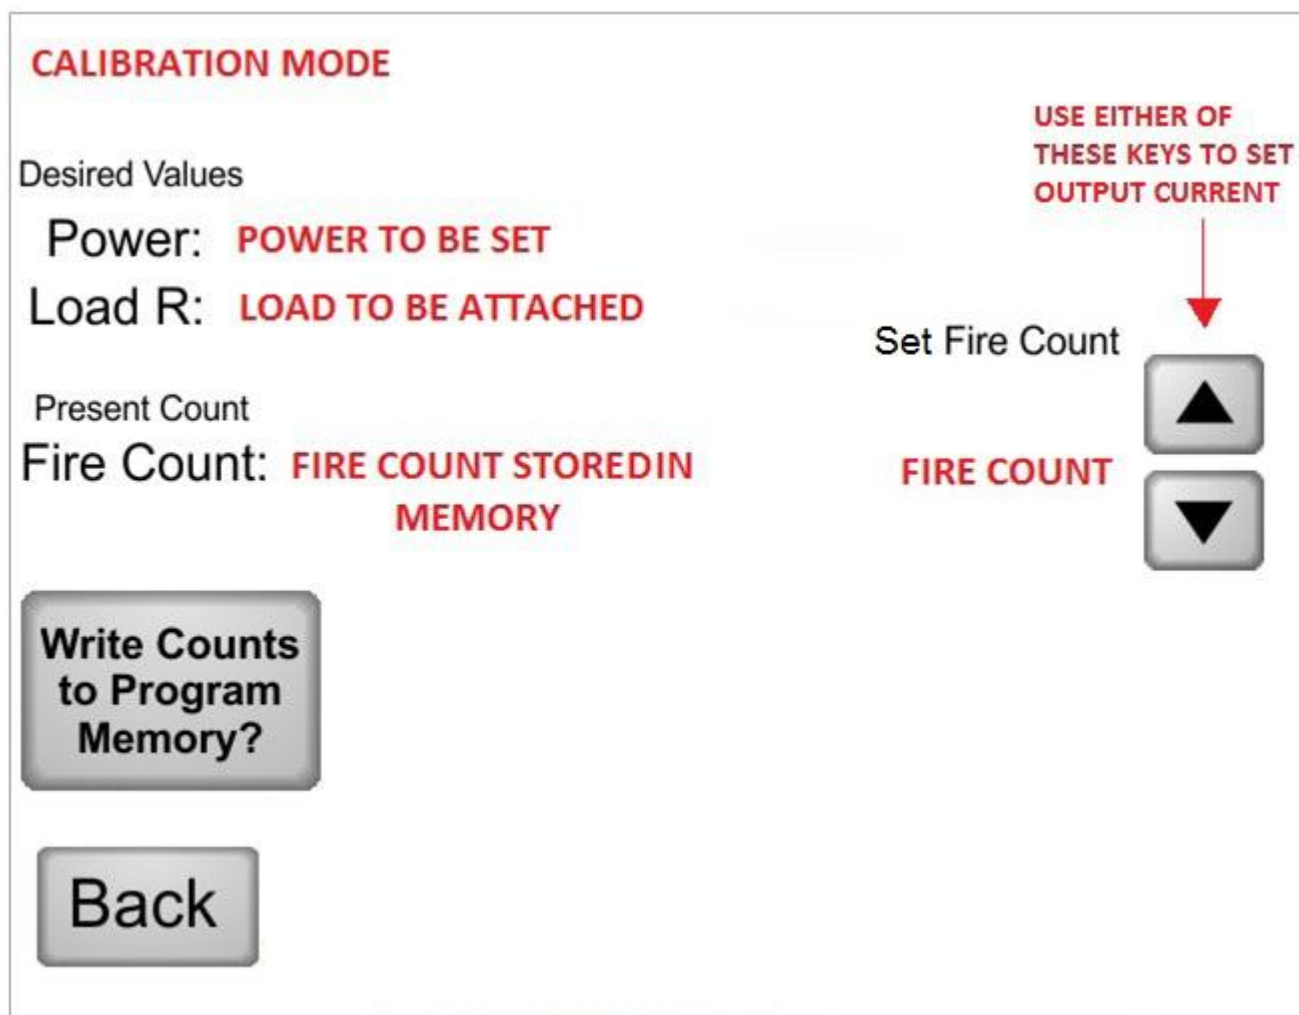 CALIBRATION MODE
USE EITHER OF
THESE KEYS TO SET
OUTPUT CURRENT
Desired Values
Power: POWER TO BE SET
Load R: LOAD TO BE ATTACHED
Set Fire Count
Present Count
Fire Count: FIRE COUNT STOREDIN
MEMORY
FIRE COUNT
Write Counts
to Program
Memory?
Back